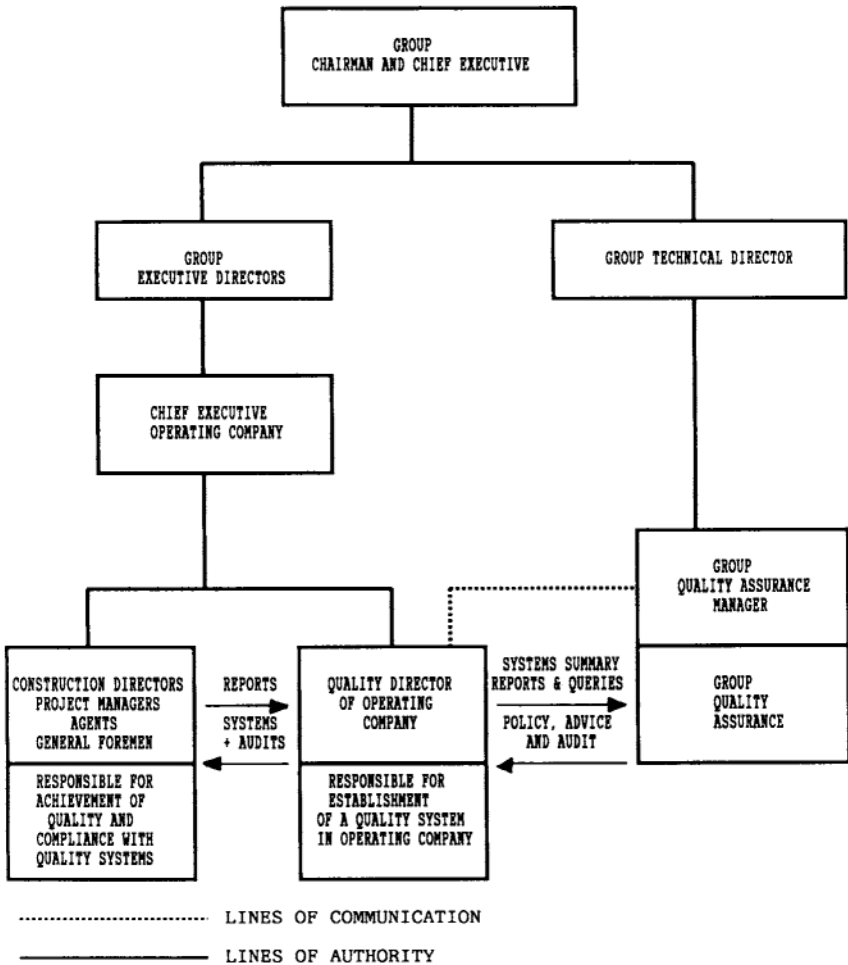 GROUP
CHAIRMAN AND CHIEF EXECUTIVE
GROUP
EXECUTIVE DIRECTORS
GROUP TECHNICAL DIRECTOR
CHIEF EXECUTIVE
OPERATING COMPANY
GROUP
QUALITY ASSURANCE
MANAGER
CONSTRUCTION DIRECTORS
PROJECT MANAGERS
AGENTS
GENERAL FOREMEN
REPORTS
SYSTEMS
+ AUDITS
QUALITY DIRECTOR
OF OPERATING
COMPANY
SYSTEMS SUMMARY
REPORTS & QUERIES
POLICY, ADVICE
AND AUDIT
GROUP
QUALITY
ASSURANCE
RESPONSIBLE FOR
ACHIEVEMENT OF
QUALITY AND
COMPLIANCE WITH
QUALITY SYSTEMS
RESPONSIBLE FOR
ESTABLISHMENT
OF A QUALITY SYSTEM
IN OPERATING COMPANY
LINES OF COMMUNICATION
LINES OF AUTHORITY